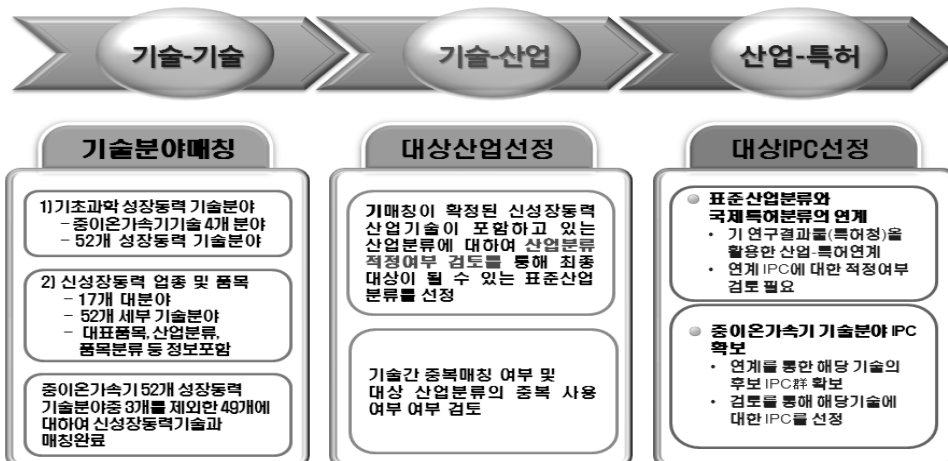 기술-기술
기술-산업
산업-특허
기술분야매칭
1)기초과학 성장동력 기술분야
– 중이온가속기기술 4개 분야
– 52개 성장동력 기술분야
2) 신성장동력 업종 및 품목
– 17개 대분야
– 52개 세부 기술분야
– 대표품목, 산업분류,
품목분류 등 정보포함
중이온가속기 52개 성장동력
기술분야중 3개를 제외한 49개에
대하여 신성장동력기술과
매칭완료
대상산업선정
기매칭이 확정된 신성장동력
산업기술이 포함하고 있는
산업분류에 대하여 산업분류
적정여부 검토를 통해 최종
대상이 될 수 있는 표준산업
분류를 선정
기술간 중복매칭 여부 및
대상 산업분류의 중복 사용
여부 여부 검토
대상IPC선정
표준산업분류와
국제특허분류의 연계
• 기 연구결과물(특허청)을
활용한 산업-특허연계
• 연계 IPC에 대한 적정여부
검토 필요
중이온가속기 기술분야 IPC
확보
• 연계를 통한 해당 기술의
후보 IPC群 확보
• 검토를 통해 해당기술에
대한 IPC를 선정